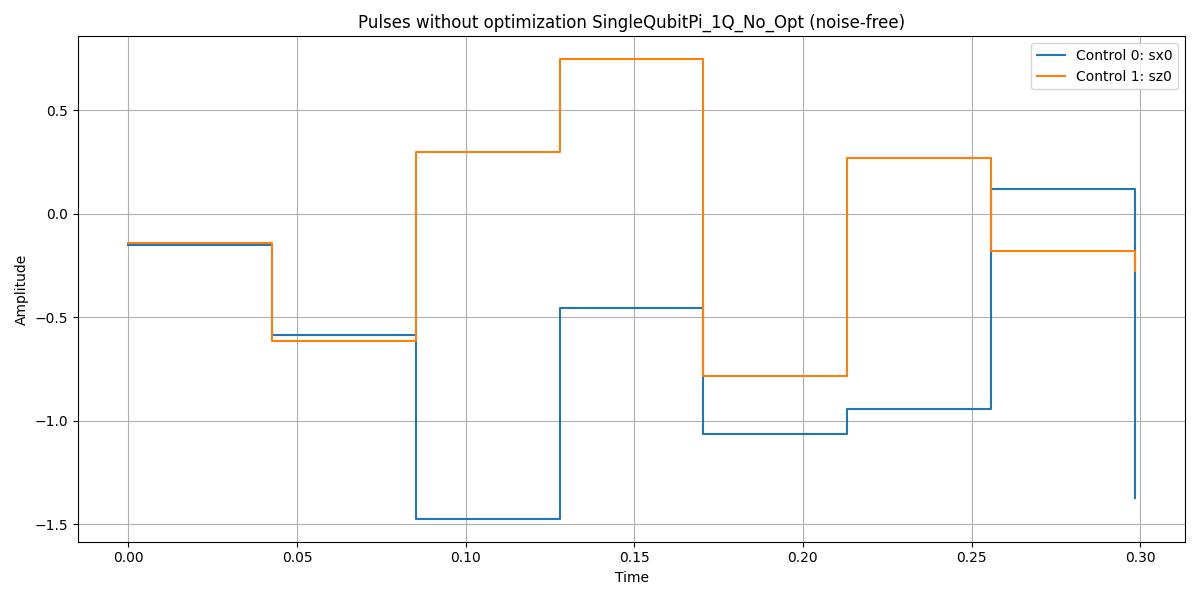 Pulses without optimization SingleQubitPi_1Q_No_Opt (noise-free)
Control 0: sx0
Control 1: sz0
Amplitude
0.5
0.0
−0.5
−1.0
−1.5
0.00 0.05 0.10 0.15 0.20 0.25 0.30
Time